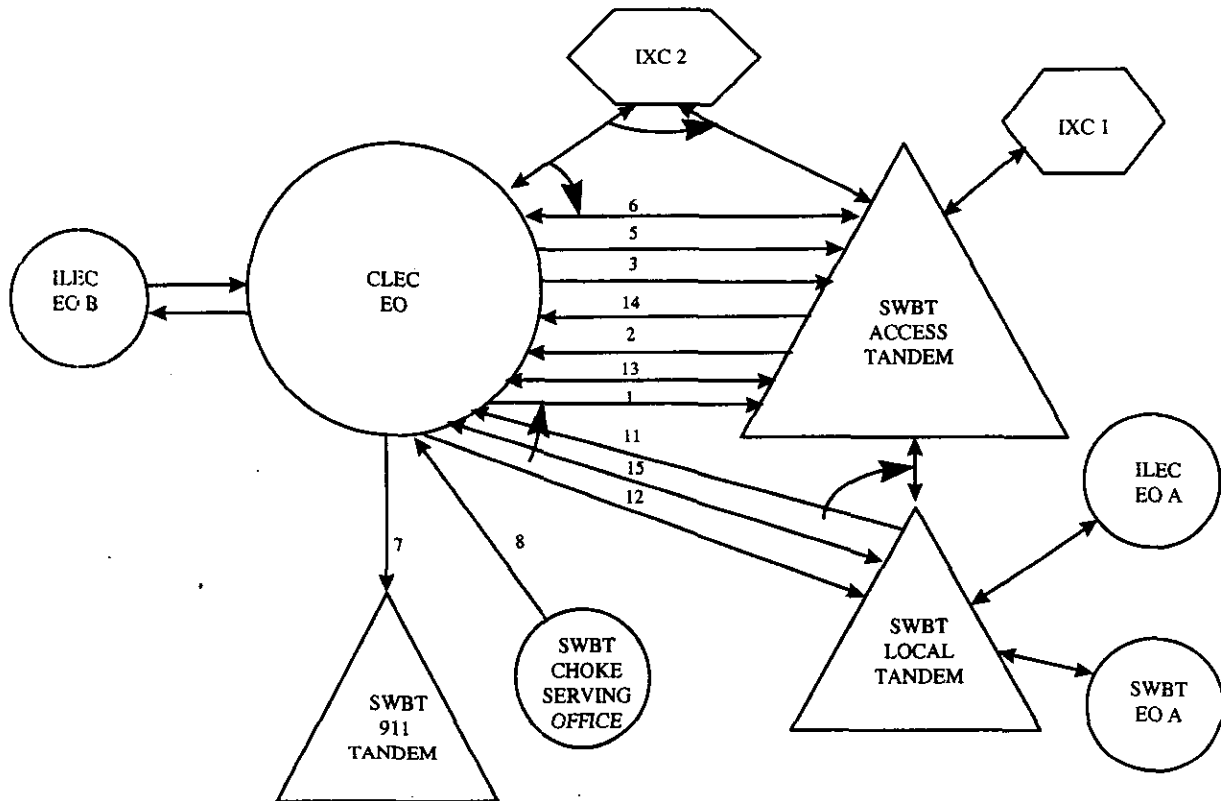 IXC 2
IXC 1
6
5
3
14
2
13
1
ILEC
EO B
CLEC
EO
SWBT
ACCESS
TANDEM
11
15
12
ILEC
EO A
7
8
SWBT
LOCAL
TANDEM
SWBT
CHOKE
SERVING
OFFICE
SWBT
EO A
SWBT
911
TANDEM